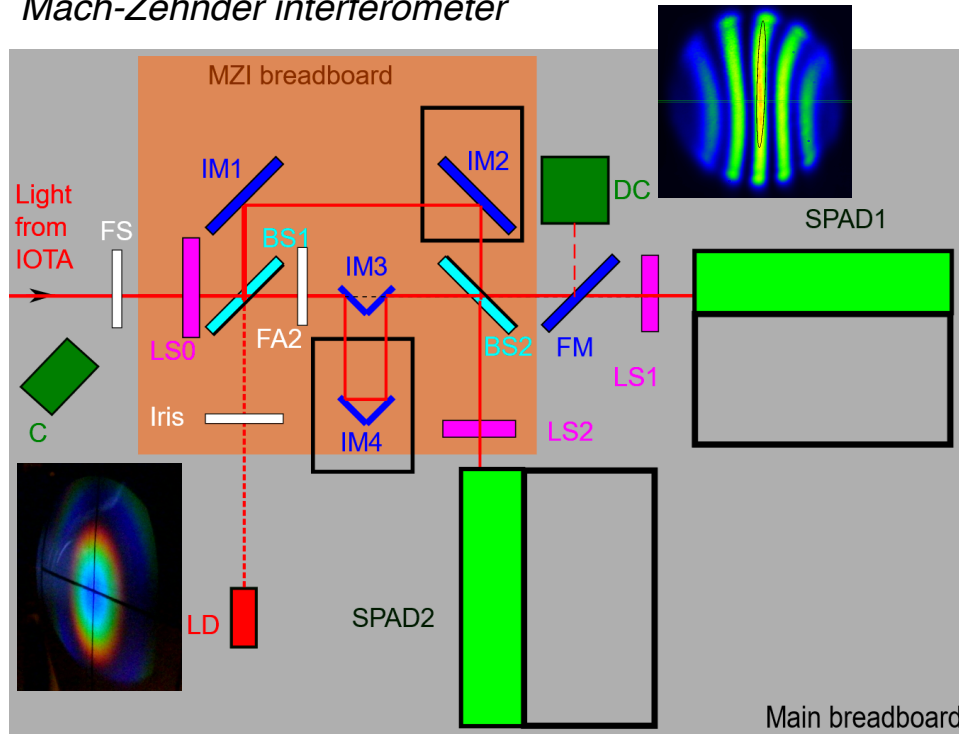 Mach-Zehnder interferometer
MZI breadboard
IM1
IM2
DC
Light
from
IOTA
FS
BS1
IM3
SPAD1
LS0
FA2
BS2
FM
LS1
C
Iris
IM4
LS2
LD
SPAD2
Main breadboard